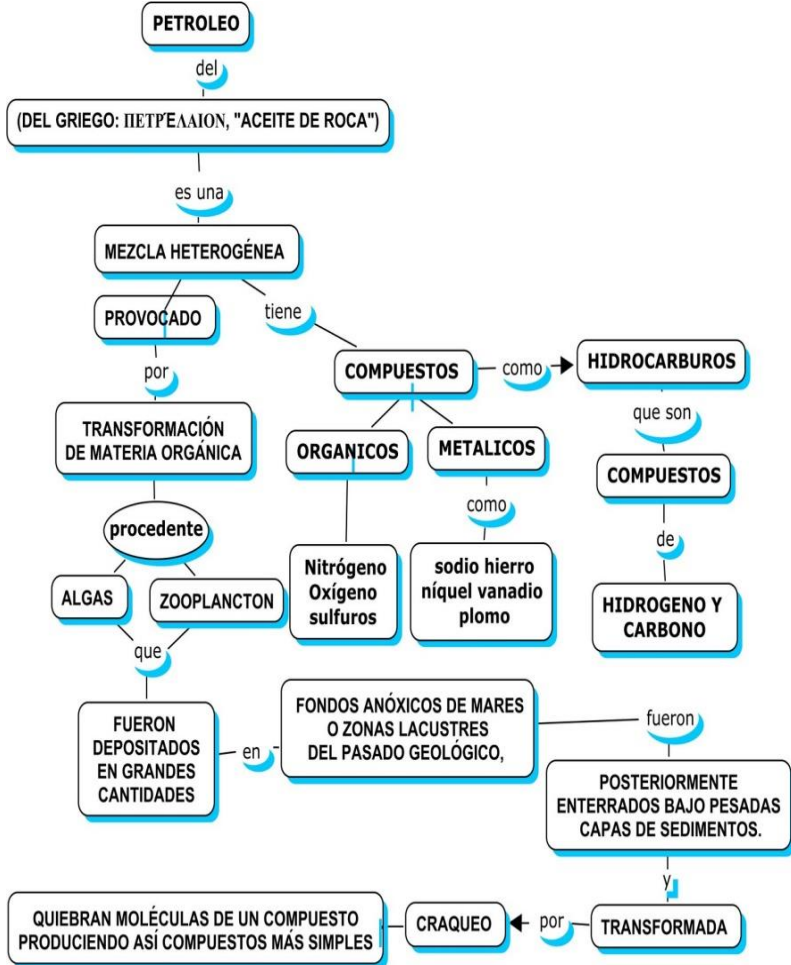 PETROLEO
del
(DEL GRIEGO: ΠΕΤΡΈΛΑΙΟΝ, "ACEITE DE ROCA")
es una
MEZCLA HETEROGÉNEA
PROVOCADO
por
TRANSFORMACIÓN
DE MATERIA ORGÁNICA
procedente
ALGAS
ZOOPLANCTON
que
FUERON
DEPOSITADOS
EN GRANDES
CANTIDADES
en
FONDOS ANÓXICOS DE MARES
O ZONAS LACUSTRES
DEL PASADO GEOLÓGICO,
fueron
POSTERIORMENTE
ENTERRADOS BAJO PESADAS
CAPAS DE SEDIMENTOS.
y
TRANSFORMADA
por
CRAQUEO
QUIEBRAN MOLÉCULAS DE UN COMPUESTO
PRODUCIENDO ASÍ COMPUESTOS MÁS SIMPLES
tiene
COMPUESTOS
ORGANICOS
Nitrógeno
Oxígeno
sulfuros
METALICOS
como
sodio hierro
níquel vanadio
plomo
como
HIDROCARBUROS
que son
COMPUESTOS
de
HIDROGENO Y
CARBONO